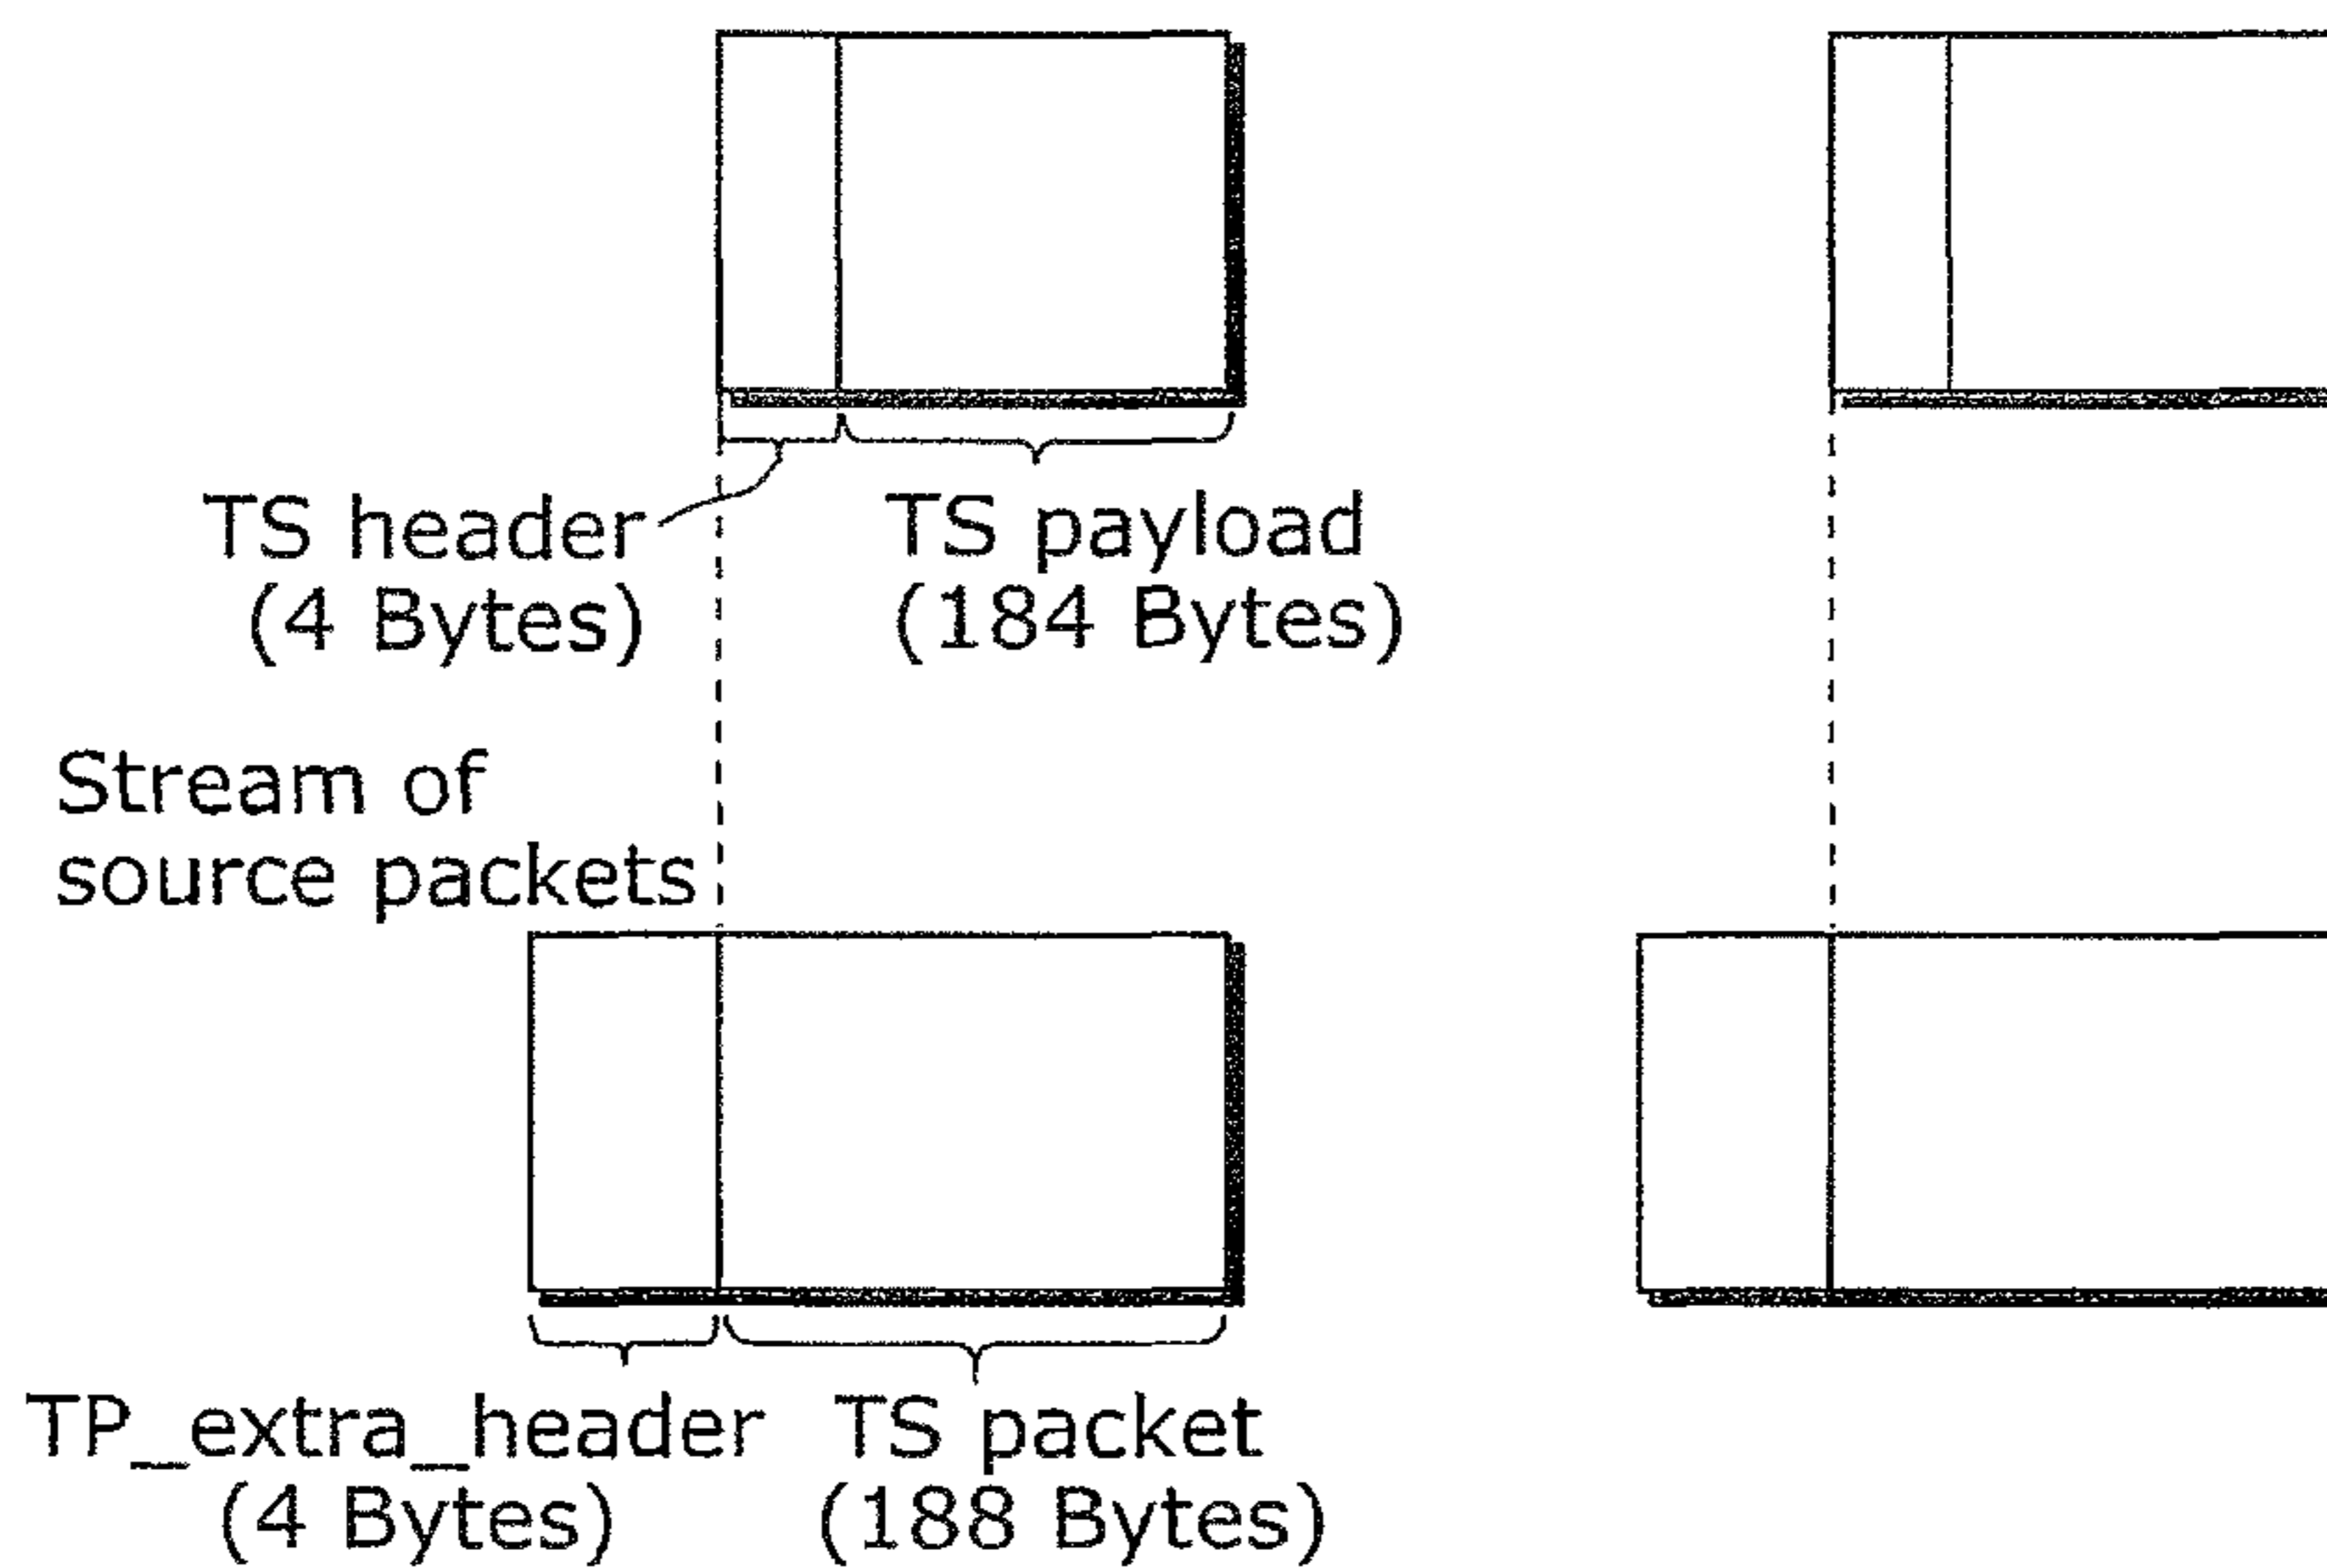 TS header
(4 Bytes)
TS payload
(184 Bytes)
Stream of
source packets
TP_extra_header
(4 Bytes)
TS packet
(188 Bytes)